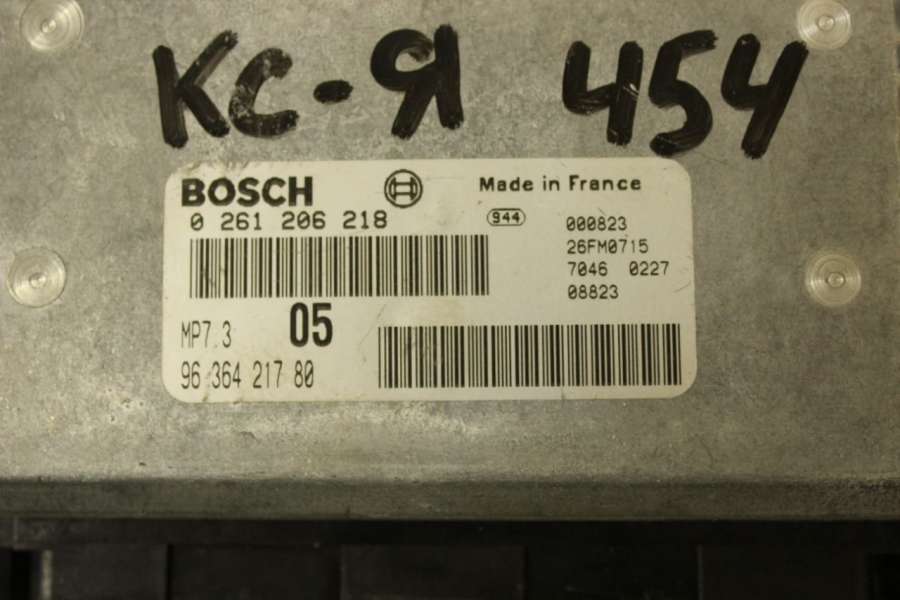 КС-Я 454
BOSCH
Made in France
0 261 206 218
944
000823
26FM0715
7046 0227
08823
MP7.3 05
96 364 217 80